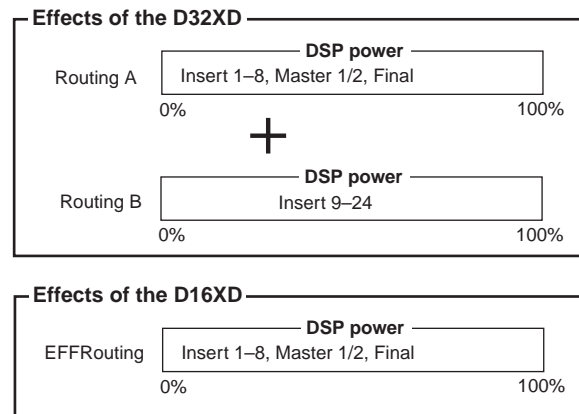 Effects of the D32XD
DSP power
Routing A
Insert 1–8, Master 1/2, Final
0%
100%
+
DSP power
Routing B
Insert 9–24
0%
100%
Effects of the D16XD
DSP power
EFFRouting
Insert 1–8, Master 1/2, Final
0%
100%